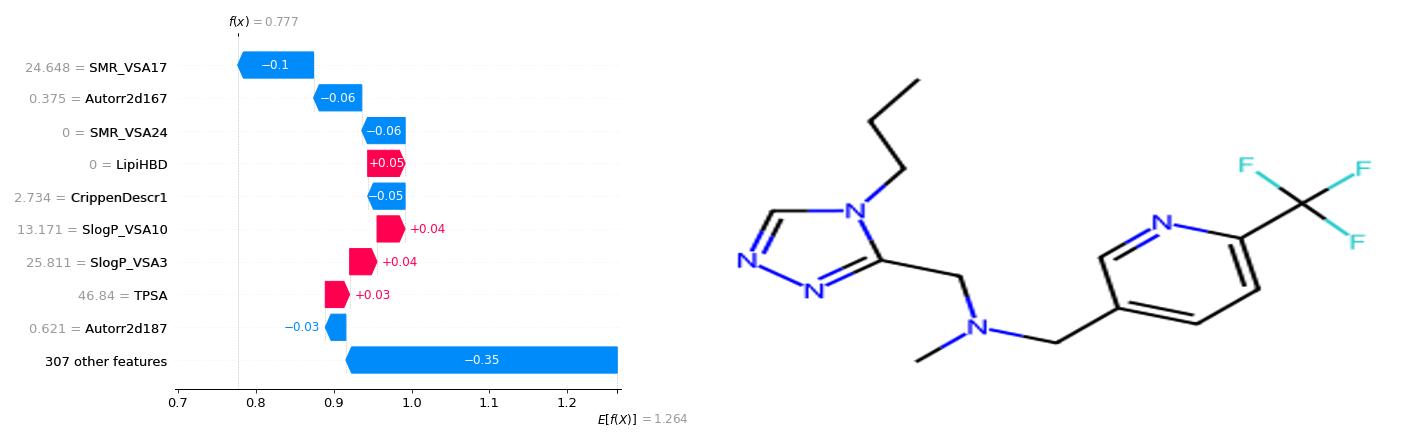 f(x) = 0.777
24.648 = SMR_VSA17
−0.1
0.375 = Autorr2d167
−0.06
0 = SMR_VSA24
−0.06
0 = LipiHBD
+0.05
2.734 = CrippenDescr1
−0.05
13.171 = SlogP_VSA10
+0.04
25.811 = SlogP_VSA3
+0.04
46.84 = TPSA
+0.03
0.621 = Autorr2d187
−0.03
307 other features
−0.35
0.7 0.8 0.9 1.0 1.1 1.2
E[f(X)] = 1.264
F
F
F
N
N
N
N
N